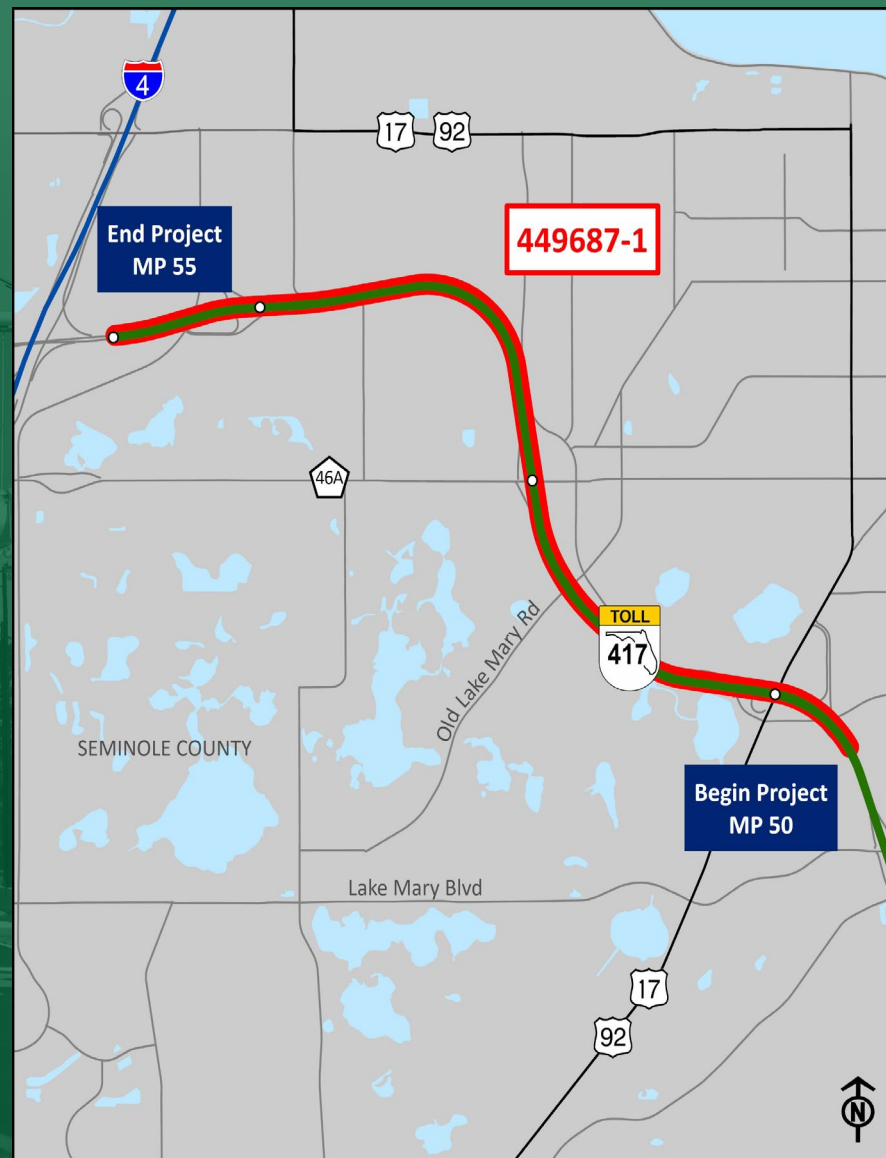 4
17 92
End Project
MP 55
449687-1
46A
TOLL
417
Old Lake Mary Rd
SEMINOLE COUNTY
Begin Project
MP 50
Lake Mary Blvd
17
92
N